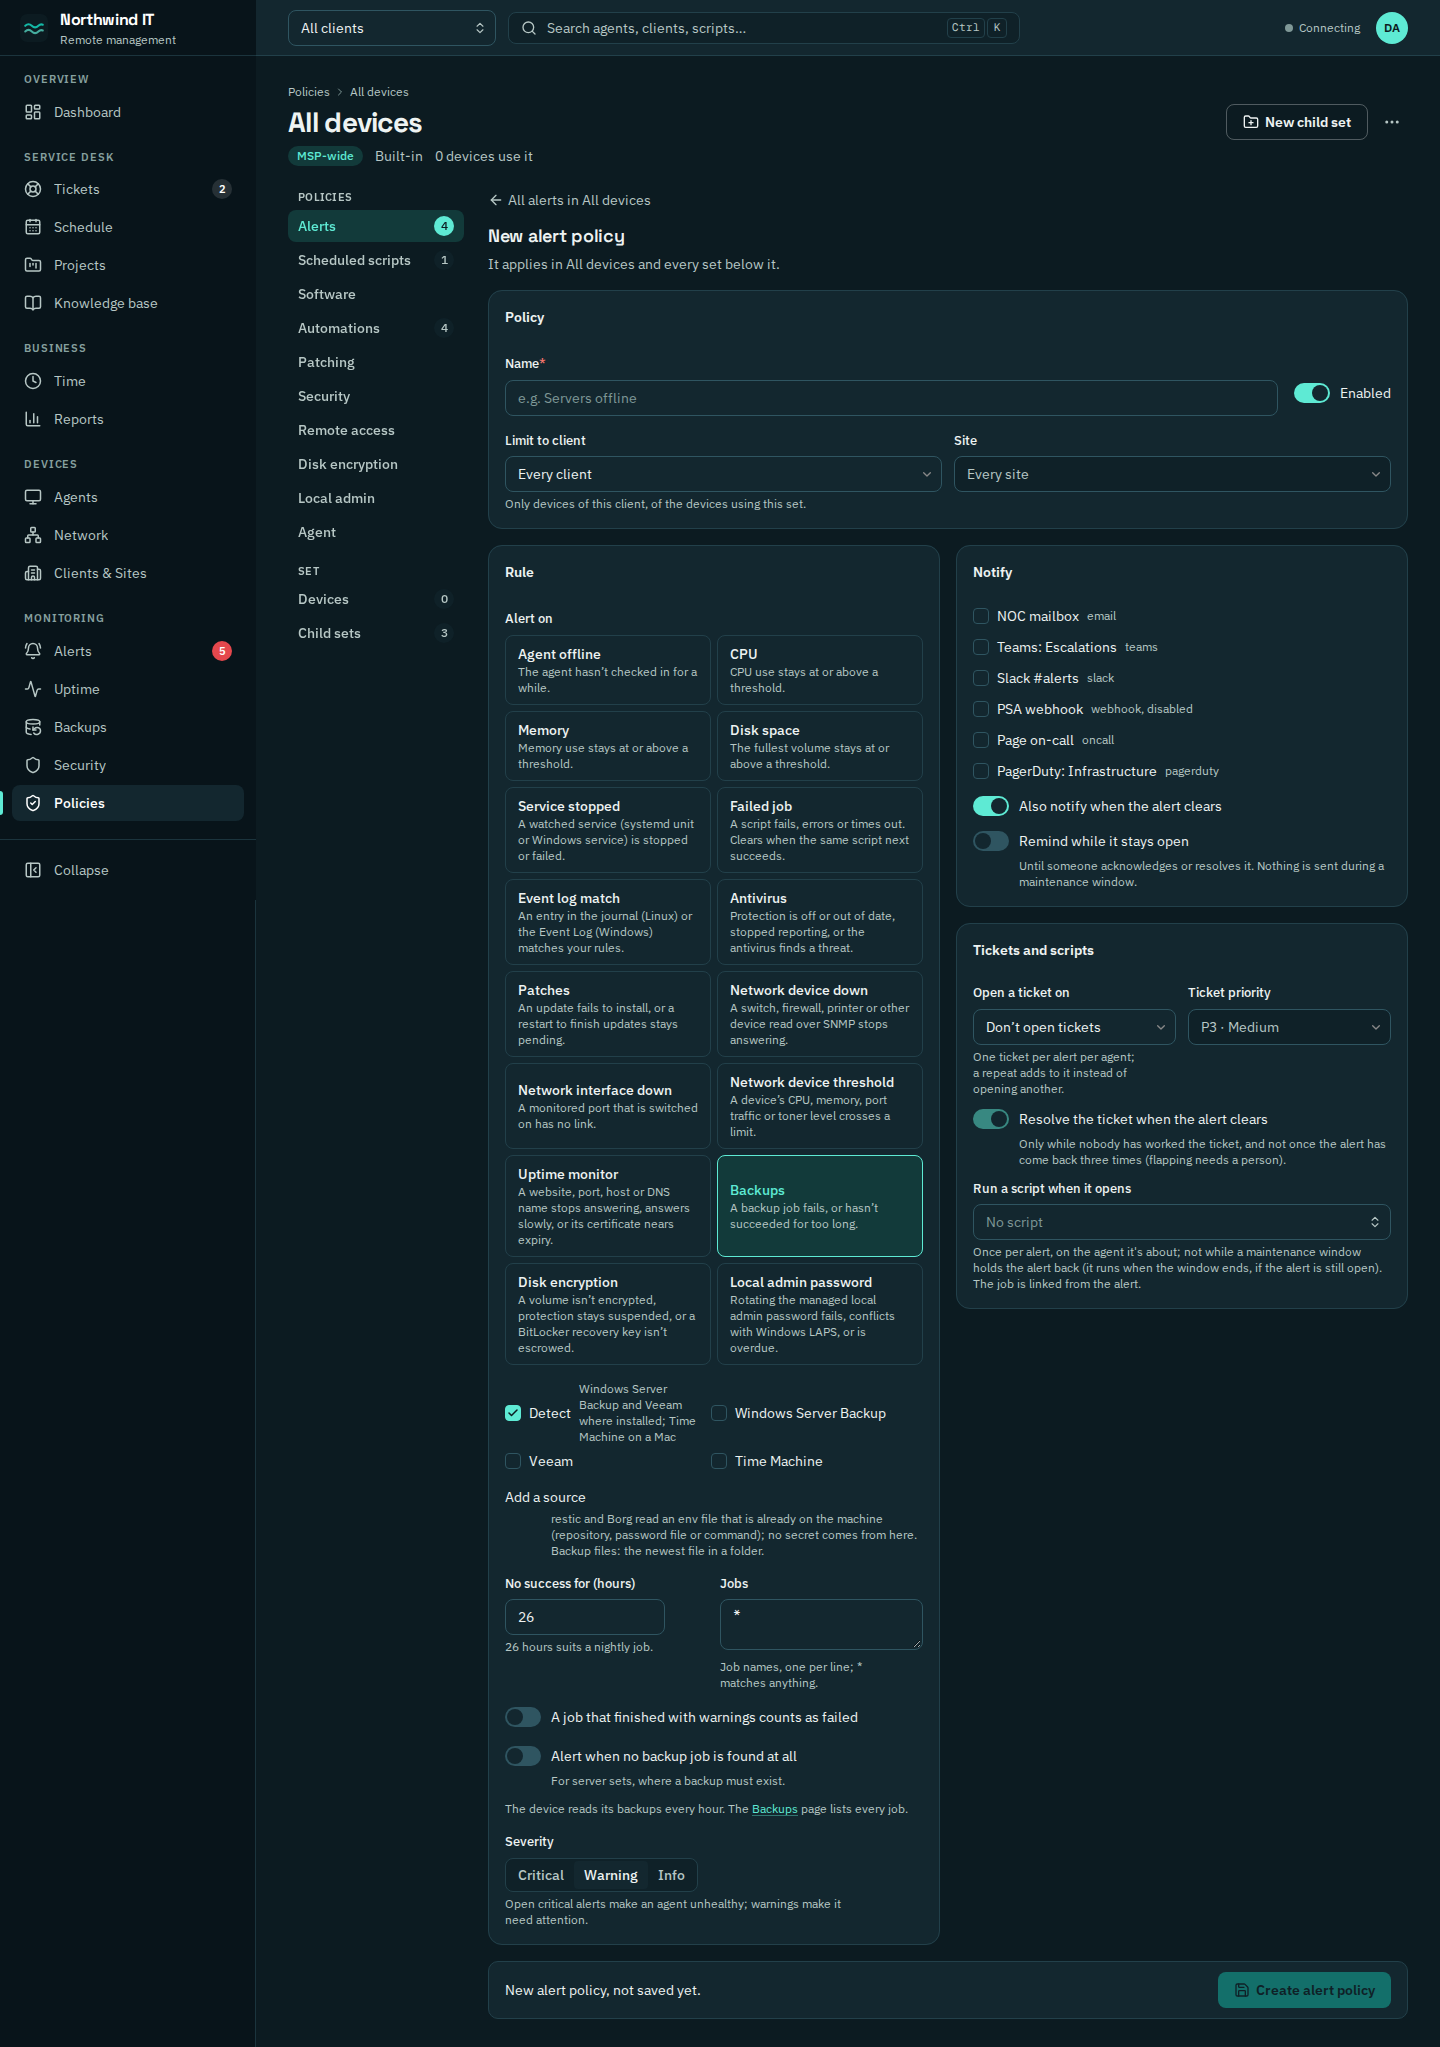 Northwind IT
Remote management
All clients
Search agents, clients, scripts...
Ctrl K
Connecting
DA
OVERVIEW
Dashboard
SERVICE DESK
Tickets 2
Schedule
Projects
Knowledge base
BUSINESS
Time
Reports
DEVICES
Agents
Network
Clients & Sites
MONITORING
Alerts 5
Uptime
Backups
Security
Policies
Collapse
Policies > All devices
All devices
New child set
MSP-wide Built-in 0 devices use it
POLICIES
Alerts 4
Scheduled scripts 1
Software
Automations 4
Patching
Security
Remote access
Disk encryption
Local admin
Agent
SET
Devices 0
Child sets 3
All alerts in All devices
New alert policy
It applies in All devices and every set below it.
Policy
Name*
e.g. Servers offline
Enabled
Limit to client
Every client
Only devices of this client, of the devices using this set.
Site
Every site
Rule
Alert on
Agent offline
The agent hasn't checked in for a
while.
CPU
CPU use stays at or above a
threshold.
Memory
Memory use stays at or above a
threshold.
Disk space
The fullest volume stays at or
above a threshold.
Service stopped
A watched service (systemd unit
or Windows service) is stopped
or failed.
Failed job
A script fails, errors or times out.
Clears when the same script next
succeeds.
Event log match
An entry in the journal (Linux) or
the Event Log (Windows)
matches your rules.
Antivirus
Protection is off or out of date,
stopped reporting, or the
antivirus finds a threat.
Patches
An update fails to install, or a
restart to finish updates stays
pending.
Network device down
A switch, firewall, printer or other
device read over SNMP stops
answering.
Network interface down
A monitored port that is switched
on has no link.
Network device threshold
A device's CPU, memory, port
traffic or toner level crosses a
limit.
Uptime monitor
A website, port, host or DNS
name stops answering, answers
slowly, or its certificate nears
expiry.
Backups
A backup job fails, or hasn't
succeeded for too long.
Disk encryption
A volume isn't encrypted,
protection stays suspended, or a
BitLocker recovery key isn't
escrowed.
Local admin password
Rotating the managed local
admin password fails, conflicts
with Windows LAPS, or is
overdue.
Detect
Windows Server
Backup and Veeam
where installed; Time
Machine on a Mac
Windows Server Backup
Veeam
Time Machine
Add a source
restic and Borg read an env file that is already on the machine
(repository, password file or command); no secret comes from here.
Backup files: the newest file in a folder.
No success for (hours)
26
26 hours suits a nightly job.
Jobs
*
Job names, one per line; *
matches anything.
A job that finished with warnings counts as failed
Alert when no backup job is found at all
For server sets, where a backup must exist.
The device reads its backups every hour. The Backups page lists every job.
Severity
Critical Warning Info
Open critical alerts make an agent unhealthy; warnings make it
need attention.
Notify
NOC mailbox email
Teams: Escalations teams
Slack #alerts slack
PSA webhook webhook, disabled
Page on-call oncall
PagerDuty: Infrastructure pagerduty
Also notify when the alert clears
Remind while it stays open
Until someone acknowledges or resolves it. Nothing is sent during a
maintenance window.
Tickets and scripts
Open a ticket on
Don't open tickets
One ticket per alert per agent;
a repeat adds to it instead of
opening another.
Ticket priority
P3 · Medium
Resolve the ticket when the alert clears
Only while nobody has worked the ticket, and not once the alert has
come back three times (flapping needs a person).
Run a script when it opens
No script
Once per alert, on the agent it's about; not while a maintenance window
holds the alert back (it runs when the window ends, if the alert is still open).
The job is linked from the alert.
New alert policy, not saved yet.
Create alert policy